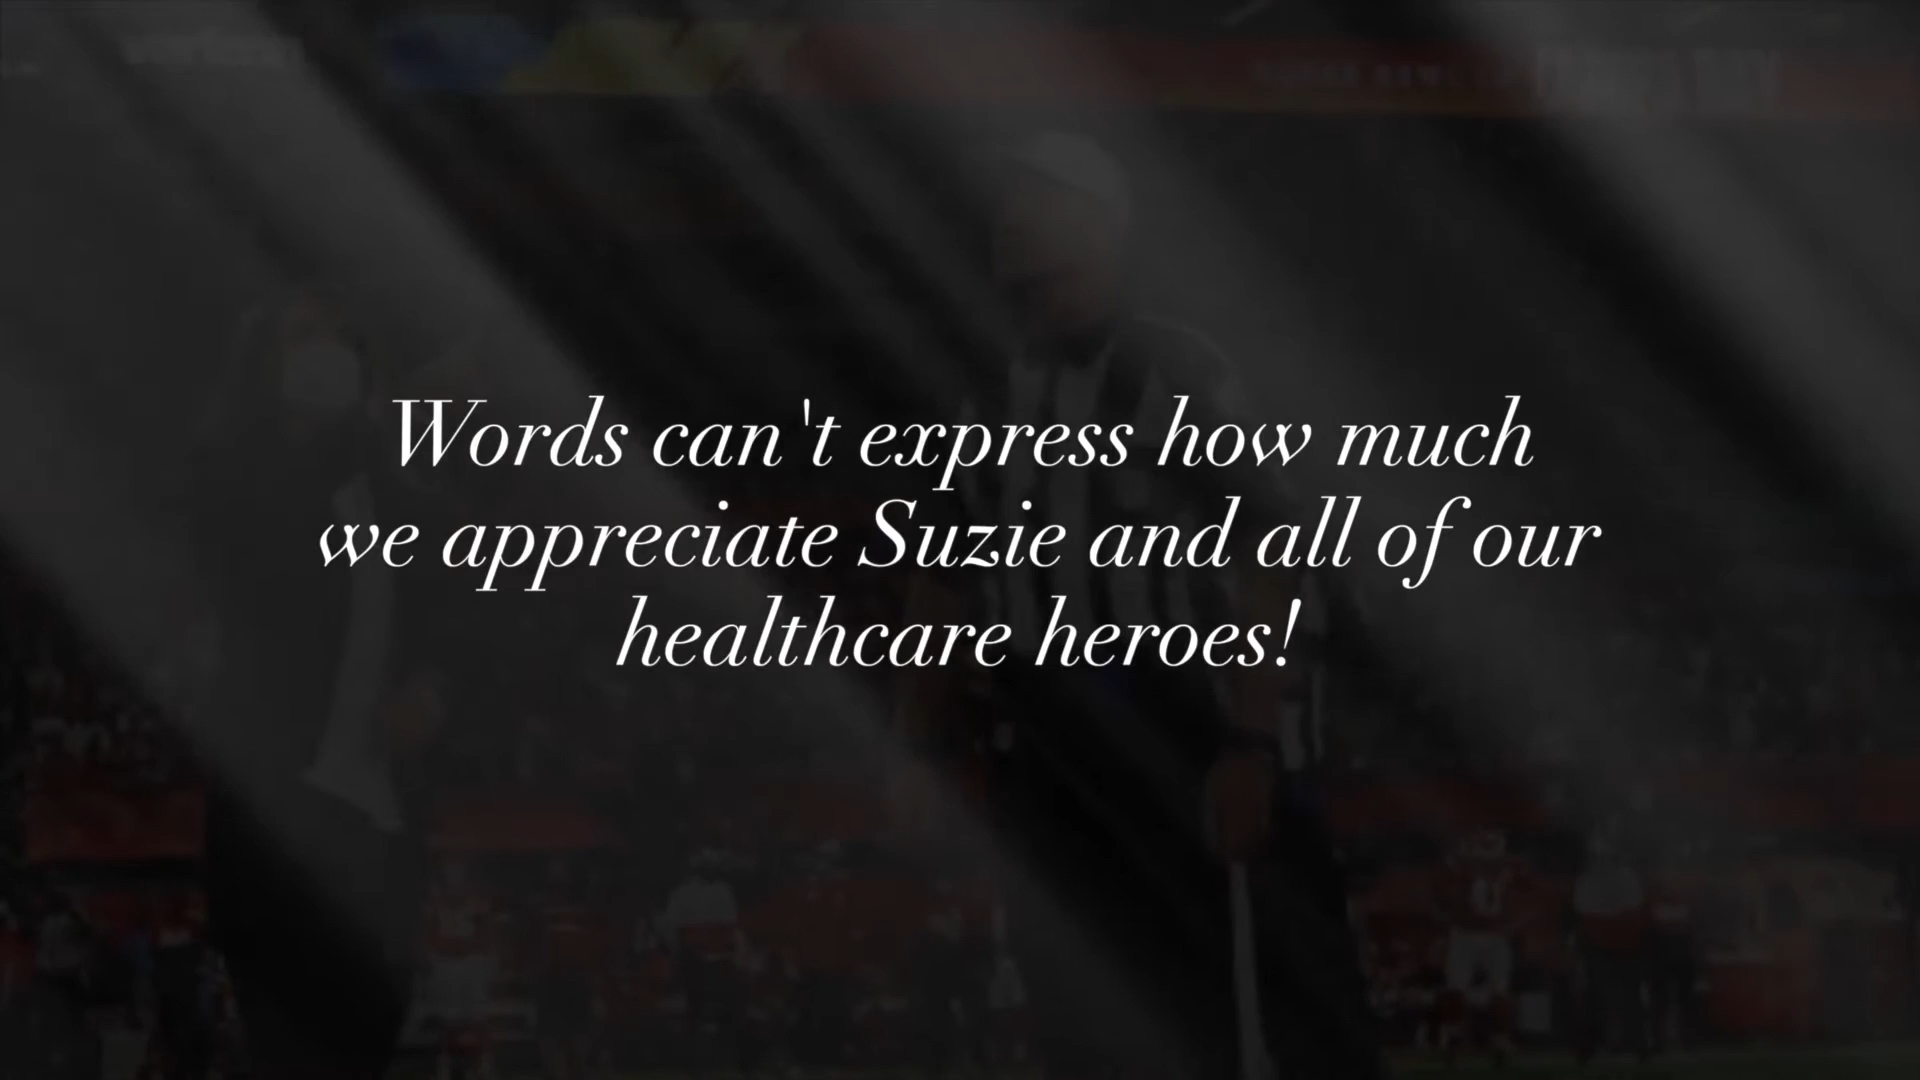 Words can't express how much
we appreciate Suzie and all of our
healthcare heroes!